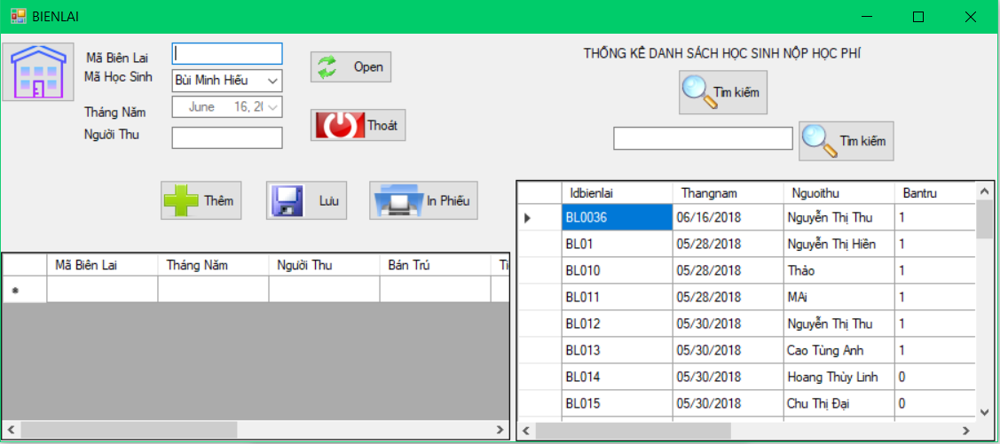 BIENLAI
Mã Biên Lai
Mã Học Sinh
Bùi Minh Hiếu
Tháng Năm
June 16, 20
Người Thu
Open
Thoát
Thêm
Lưu
In Phiếu
Mã Biên Lai Tháng Năm Người Thu Bán Trú
THỐNG KÊ DANH SÁCH HỌC SINH NỘP HỌC PHÍ
Tìm kiếm
Tìm kiếm
Idbienlai Thangnam Nguoithu Bantru
BL0036 06/16/2018 Nguyễn Thị Thu 1
BL01 05/28/2018 Nguyễn Thị Hiền 1
BL010 05/28/2018 Thảo 1
BL011 05/28/2018 MAi 1
BL012 05/30/2018 Nguyễn Thị Thu 1
BL013 05/30/2018 Cao Tùng Anh 1
BL014 05/30/2018 Hoang Thùy Linh 0
BL015 05/30/2018 Chu Thị Đại 0